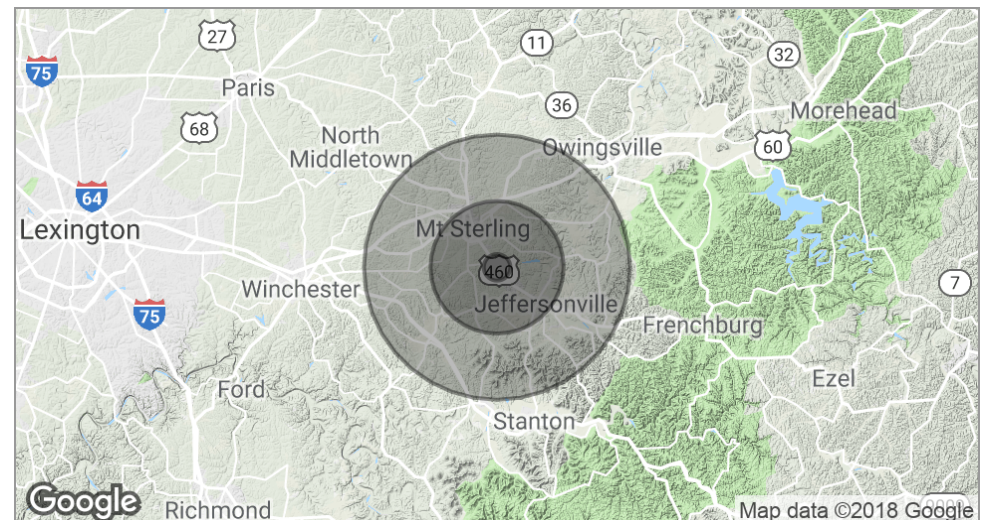 27
11
32
75
Paris
36
Morehead
68
North
Middletown
Owingsville
60
64
Mt Sterling
Lexington
460
Winchester
7
Jeffersonville
75
Frenchburg
Ezel
Ford
Stanton
Google
Richmond
Map data ©2018 Google